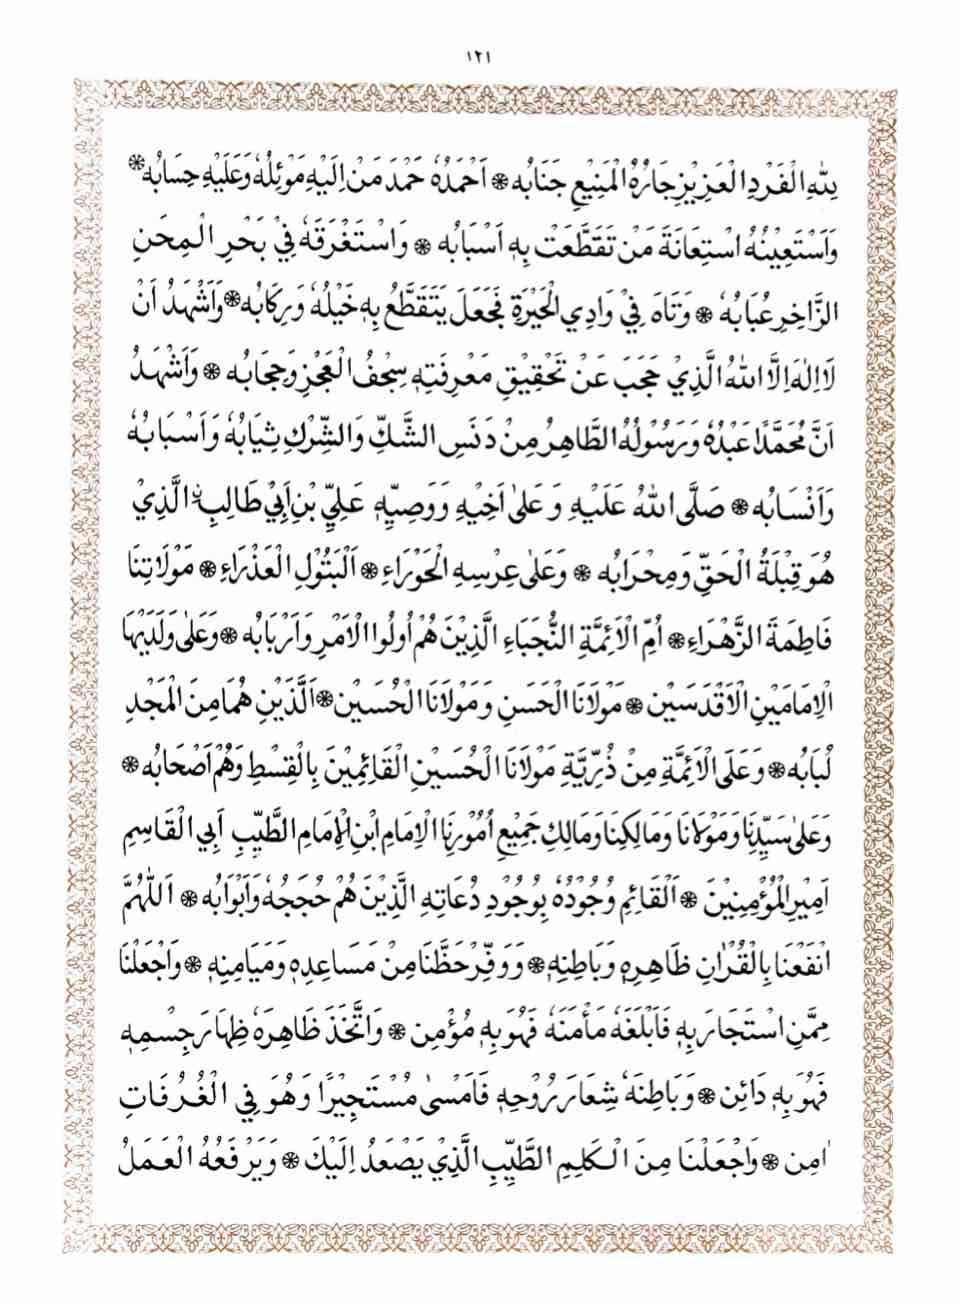 ١٢١
لِلّٰهِ الْفَرْدِ الْعَزِيْزِ جَارُهُ الْمَنِيْعِ جَنَابُه ۞ اَحْمَدُهٗ حَمْدَ مَنْ اِلَيْهِ مَوْئِلُهٗ وَعَلَيْهِ حِسَابُه ۞
وَاَسْتَعِيْنُهُ اسْتِعَانَةَ مَنْ تَقَطَّعَتْ بِهٖ اَسْبَابُه ۞ وَاسْتَغْرَقَهٗ فِيْ بَحْرِ الْمِحَنِ
الزَّاخِرِ عُبَابُهٗ ۞ وَتَاهَ فِيْ وَادِي الْحَيْرَةِ فَجَعَلَ يَتَقَطَّعُ بِهٖ خَيْلُهٗ وَرِكَابُه ۞ وَاَشْهَدُ اَنْ
لَا اِلٰهَ اِلَّا اللهُ الَّذِيْ حَجَبَ عَنْ تَحْقِيْقِ مَعْرِفَتِهٖ سِجْفُ الْعَجْزِ وَحِجَابُه ۞ وَاَشْهَدُ
اَنَّ مُحَمَّدًا عَبْدُهٗ وَرَسُوْلُهُ الطَّاهِرُ مِنْ دَنَسِ الشَّكِّ وَالشِّرْكِ ثِيَابُهٗ وَاَسْبَابُهٗ
وَاَنْسَابُه ۞ صَلَّى اللهُ عَلَيْهِ وَعَلٰى اَخِيْهِ وَوَصِيِّهٖ عَلِيِّ بْنِ اَبِيْ طَالِبِ الَّذِيْ
هُوَ قِبْلَةُ الْحَقِّ وَمِحْرَابُه ۞ وَعَلٰى عِرْسِهِ الْحَوْرَاءِ ۞ اَلْبَتُوْلِ الْعَذْرَاءِ ۞ مَوْلَاتِنَا
فَاطِمَةَ الزَّهْرَاءِ ۞ اُمِّ الْاَئِمَّةِ النُّجَبَاءِ الَّذِيْنَ هُمْ اُولُوا الْاَمْرِ وَاَرْبَابُه ۞ وَعَلٰى وَلَدَيْهَا
الْاِمَامَيْنِ الْاَقْدَسَيْن ۞ مَوْلَانَا الْحَسَنِ وَمَوْلَانَا الْحُسَيْن ۞ اَلَّذَيْنِ هُمَا مِنَ الْمَجْدِ
لُبَابُه ۞ وَعَلَى الْاَئِمَّةِ مِنْ ذُرِّيَّةِ مَوْلَانَا الْحُسَيْنِ الْقَائِمِيْنَ بِالْقِسْطِ وَهُمْ اَصْحَابُه ۞
وَعَلٰى سَيِّدِنَا وَمَوْلَانَا وَمَالِكِنَا وَمَالِكِ جَمِيْعِ اُمُوْرِنَا الْاِمَامِ ابْنِ الْاِمَامِ الطَّيِّبِ اَبِي الْقَاسِمِ
اَمِيْرِ الْمُؤْمِنِيْنَ ۞ اَلْقَائِمِ وُجُوْدُهٗ بِوُجُوْدِ دُعَاتِهِ الَّذِيْنَ هُمْ حُجَجُهٗ وَاَبْوَابُه ۞ اَللّٰهُمَّ
انْفَعْنَا بِالْقُرْاٰنِ ظَاهِرِهٖ وَبَاطِنِهٖ ۞ وَوَفِّرْ حَظَّنَا مِنْ مَسَاعِدِهٖ وَمَيَامِنِهٖ ۞ وَاجْعَلْنَا
مِمَّنِ اسْتَجَارَ بِهٖ فَاَبْلَغَهٗ مَأْمَنَهٗ فَهُوَ بِهٖ مُؤْمِن ۞ وَاتَّخَذَ ظَاهِرَهٗ ظِهَارَ جِسْمِهٖ
فَهُوَ بِهٖ دَائِن ۞ وَبَاطِنَهٗ شِعَارَ رُوْحِهٖ فَاَمْسٰى مُسْتَجِيْرًا وَهُوَ فِي الْغُرُفَاتِ
اٰمِن ۞ وَاجْعَلْنَا مِنَ الْكَلِمِ الطَّيِّبِ الَّذِيْ يَصْعَدُ اِلَيْكَ ۞ وَيَرْفَعُهُ الْعَمَلُ